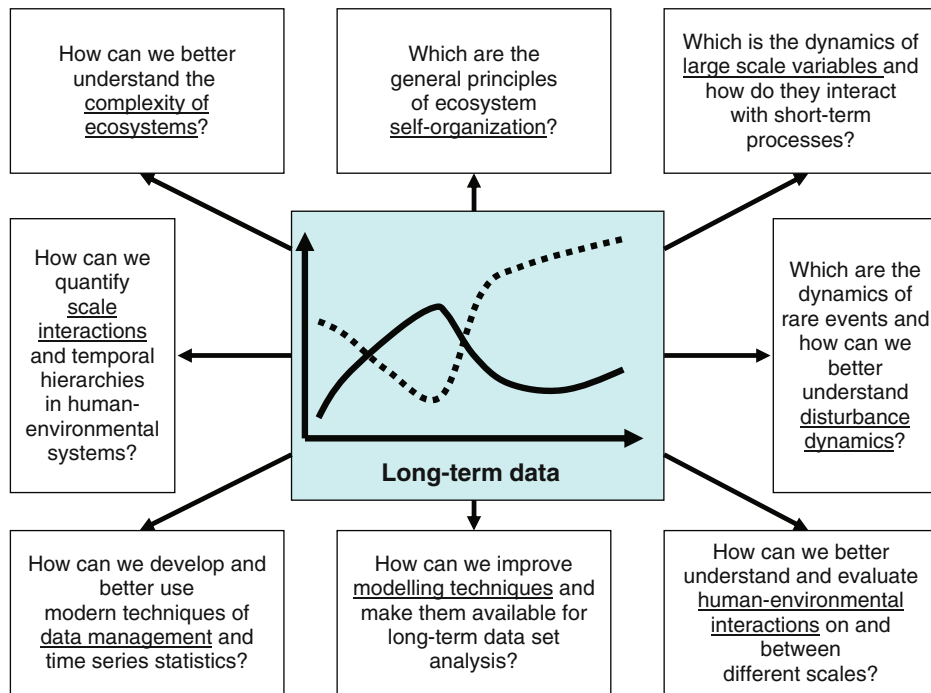 How can we better
understand the
complexity of
ecosystems?
Which are the
general principles
of ecosystem
self-organization?
Which is the dynamics of
large scale variables and
how do they interact
with short-term
processes?
How can we
quantify
scale
interactions
and temporal
hierarchies
in human-
environmental
systems?
Long-term data
Which are the
dynamics of
rare events and
how can we
better
understand
disturbance
dynamics?
How can we develop and
better use
modern techniques of
data management and
time series statistics?
How can we improve
modelling techniques and
make them available for
long-term data set
analysis?
How can we better
understand and evaluate
human-environmental
interactions on and
between
different scales?